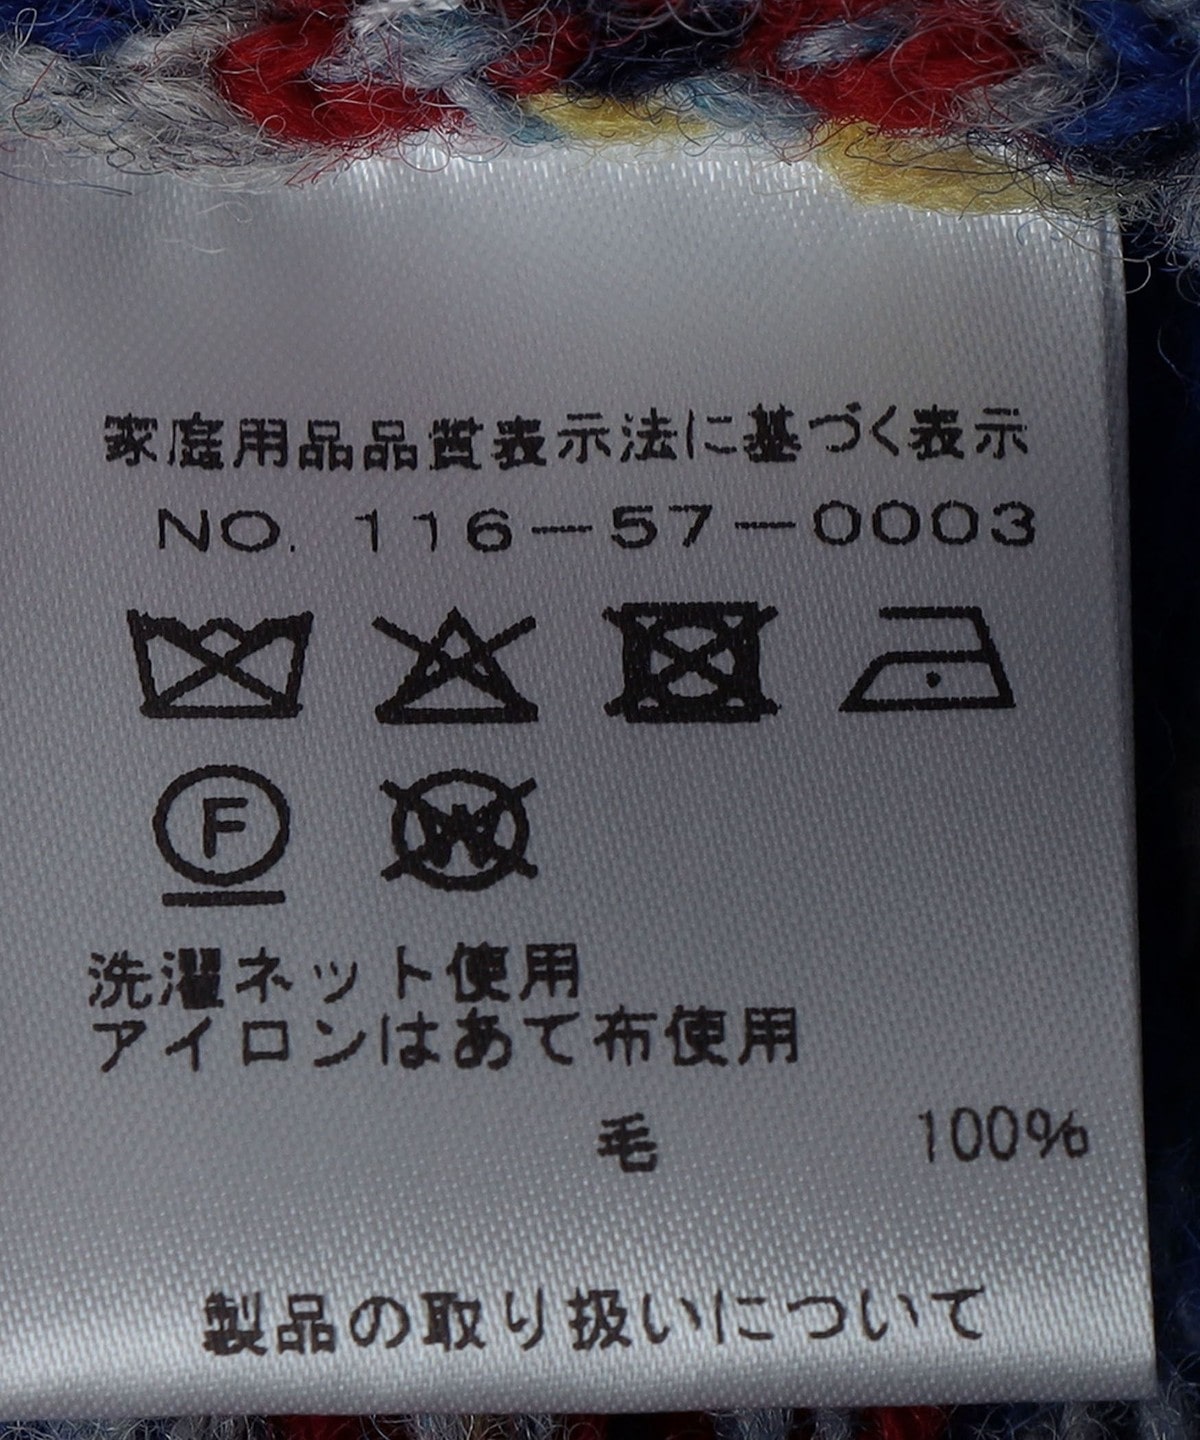 家庭用品品質表示法に基づく表示
NO. 116-57-0003
F
W
洗濯ネット使用
アイロンはあて布使用
毛 100%
製品の取り扱いについて